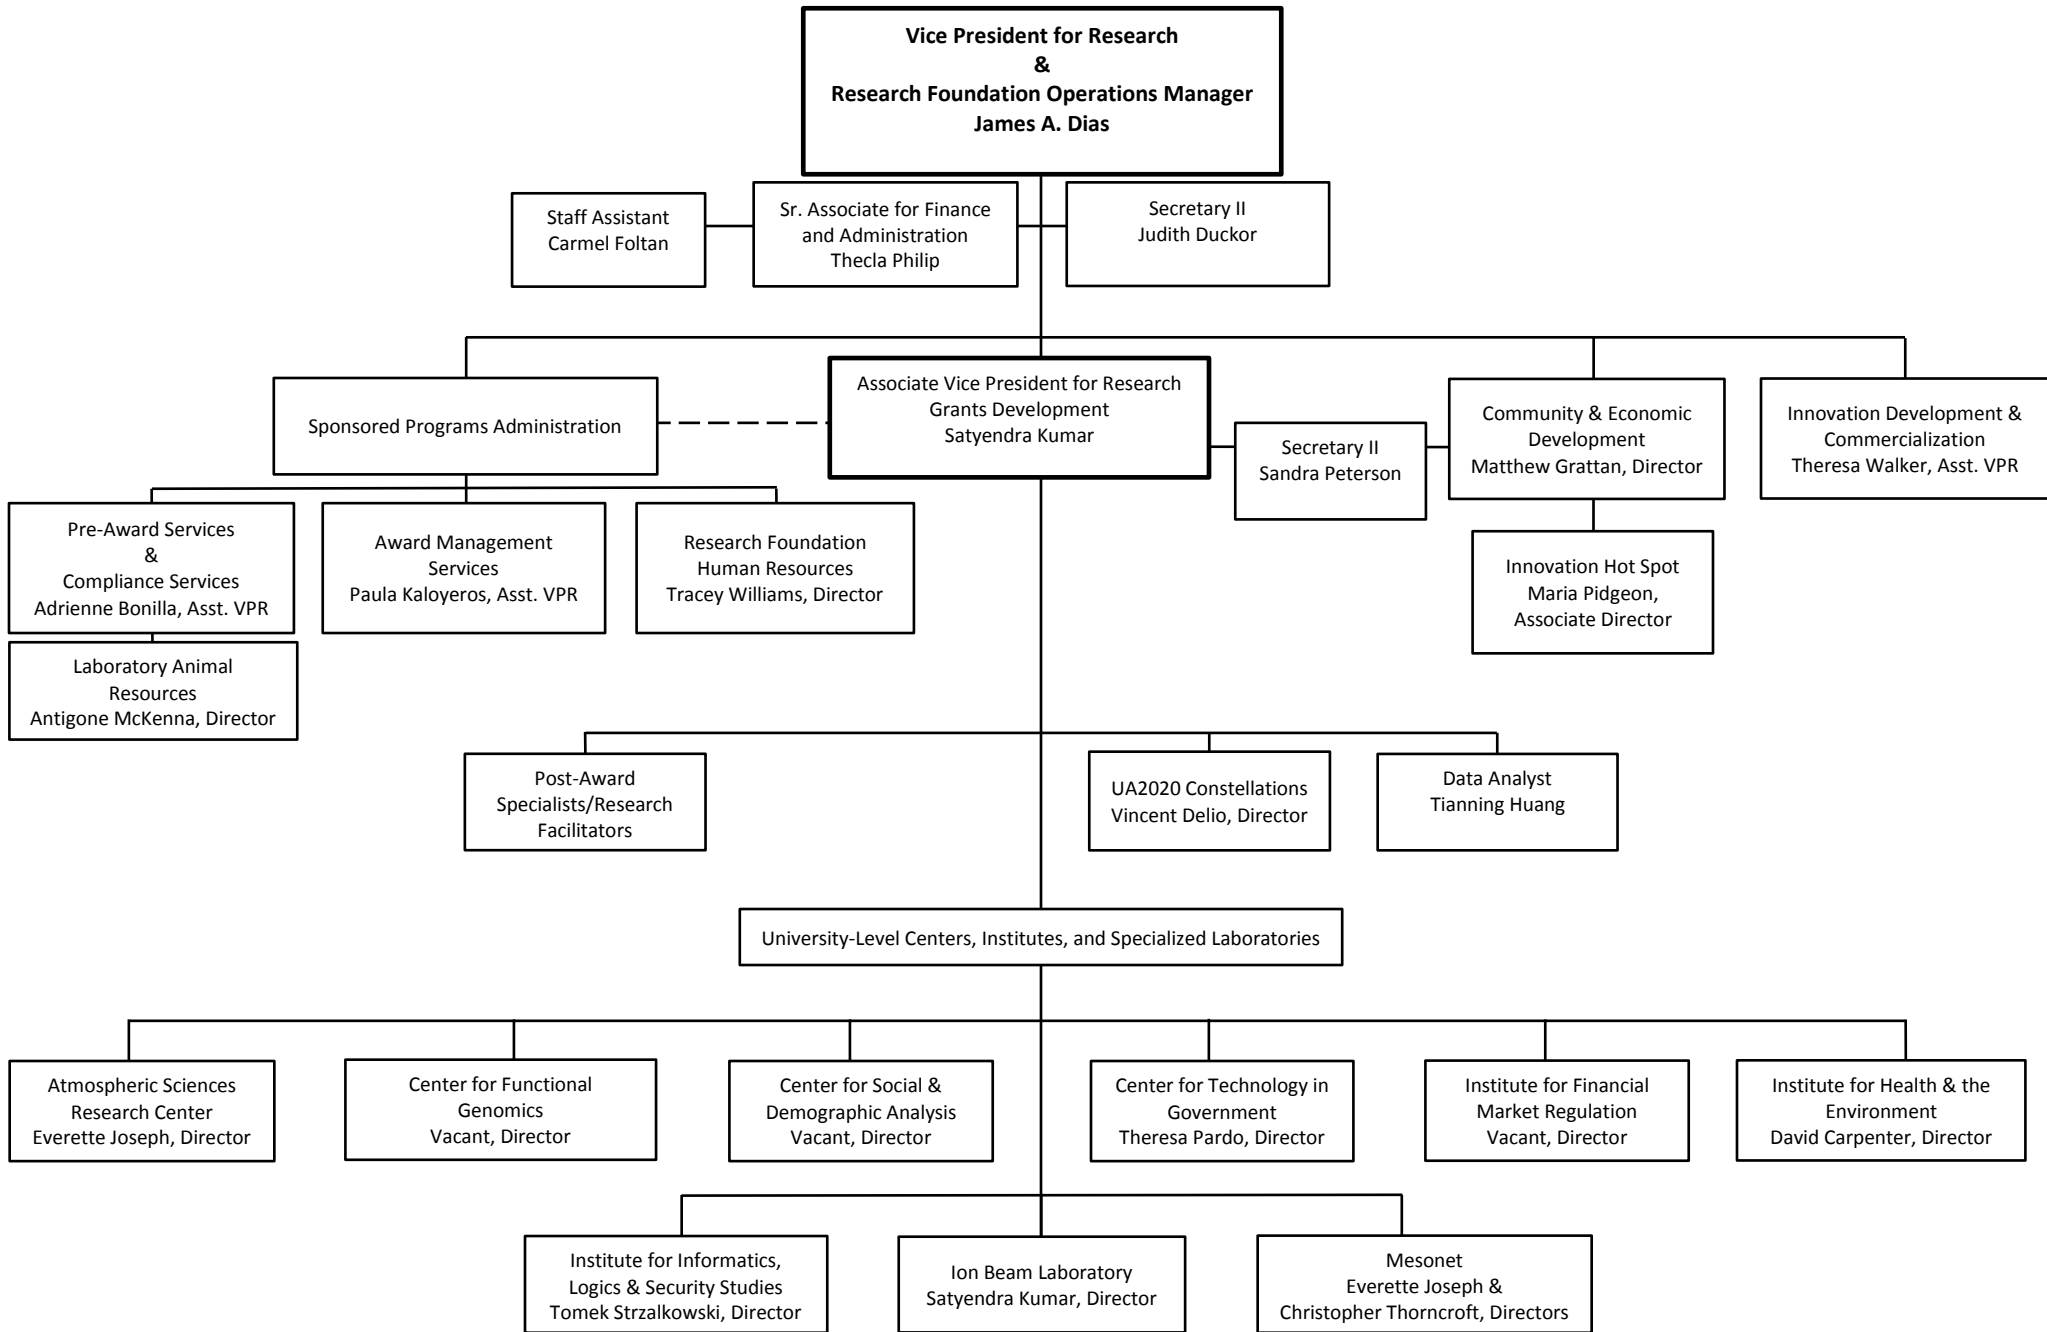 Vice President for Research
&
Research Foundation Operations Manager
James A. Dias
Staff Assistant
Carmel Foltan
Sr. Associate for Finance
and Administration
Thecla Philip
Secretary II
Judith Duckor
Sponsored Programs Administration
Associate Vice President for Research
Grants Development
Satyendra Kumar
Secretary II
Sandra Peterson
Community & Economic
Development
Matthew Grattan, Director
Innovation Development &
Commercialization
Theresa Walker, Asst. VPR
Pre-Award Services
&
Compliance Services
Adrienne Bonilla, Asst. VPR
Award Management
Services
Paula Kaloyeros, Asst. VPR
Research Foundation
Human Resources
Tracey Williams, Director
Innovation Hot Spot
Maria Pidgeon,
Associate Director
Laboratory Animal
Resources
Antigone McKenna, Director
Post-Award
Specialists/Research
Facilitators
UA2020 Constellations
Vincent Delio, Director
Data Analyst
Tianning Huang
University-Level Centers, Institutes, and Specialized Laboratories
Atmospheric Sciences
Research Center
Everette Joseph, Director
Center for Functional
Genomics
Vacant, Director
Center for Social &
Demographic Analysis
Vacant, Director
Center for Technology in
Government
Theresa Pardo, Director
Institute for Financial
Market Regulation
Vacant, Director
Institute for Health & the
Environment
David Carpenter, Director
Institute for Informatics,
Logics & Security Studies
Tomek Strzalkowski, Director
Ion Beam Laboratory
Satyendra Kumar, Director
Mesonet
Everette Joseph &
Christopher Thorncroft, Directors